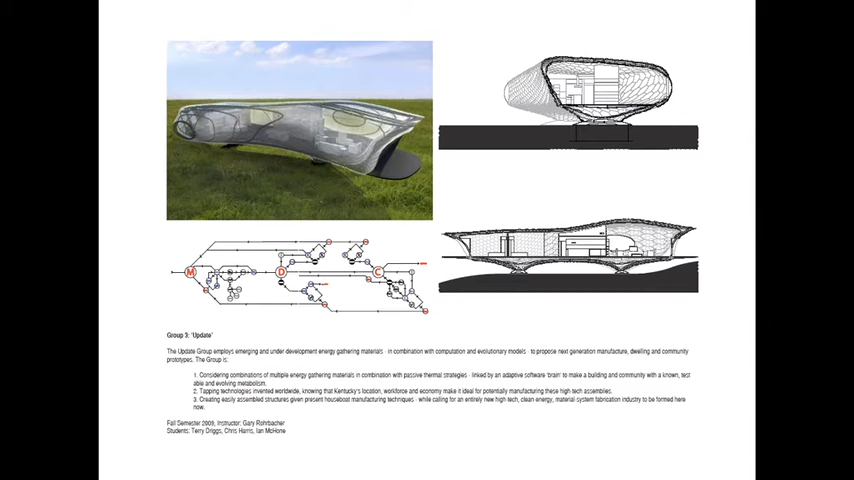 M
D
C
Group 3: 'Update'
The Update Group employs emerging and under development energy gathering materials - in combination with computation and evolutionary models - to propose next generation manufacture, dwelling and community
prototypes. The Group is:
1. Considering combinations of multiple energy gathering materials in combination with passive thermal strategies - linked by an adaptive software 'brain' to make a building and community with a known, test
able and evolving metabolism.
2. Tapping technologies invented worldwide, knowing that Kentucky's location, workforce and economy make it ideal for potentially manufacturing these high-tech assemblies.
3. Creating easily assembled structures given present houseboat manufacturing techniques - while calling for an entirely new high-tech, clean energy, material system fabrication industry to be formed here
now.
Fall Semester 2009, Instructor: Gary Rohrbacher
Students: Terry Driggs, Chris Harris, Ian McHone